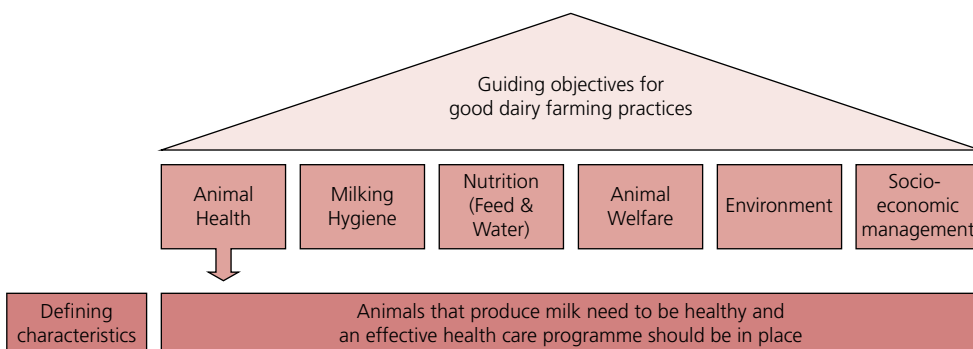 Guiding objectives for
good dairy farming practices
Animal
Health
Milking
Hygiene
Nutrition
(Feed &
Water)
Animal
Welfare
Environment
Socio-
economic
management
Defining
characteristics
Animals that produce milk need to be healthy and
an effective health care programme should be in place